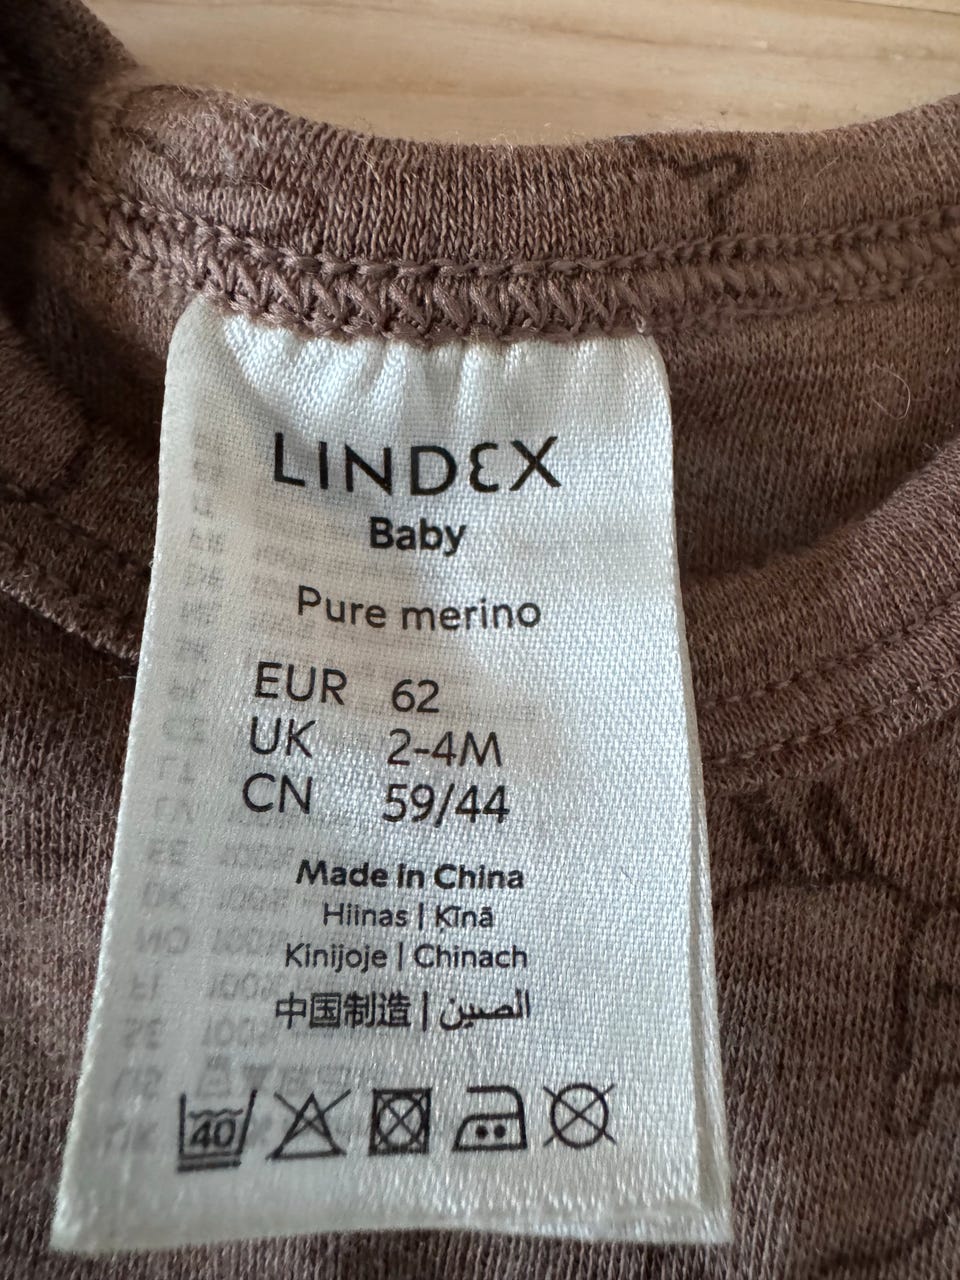 LINDEX
Baby
Pure merino
EUR 62
UK 2-4M
CN 59/44
Made in China
Hiinas | Ķīnā
Kinijoje | Chinach
中国制造 | الصين
40